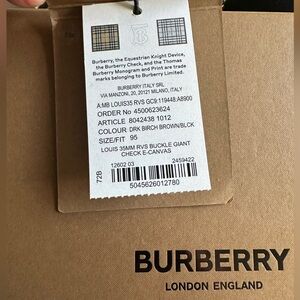 Burberry, the Equestrian Knight Device,
the Burberry Check, and the Thomas
Burberry Monogram and Print are trade
marks belonging to Burberry Limited.
BURBERRY ITALY SRL
VIA MANZONI, 20, 20121 MILANO, ITALY
A:MB LOUIS35 RVS GC9:119448:A8900
ORDER No 4500623624
ARTICLE 8042438 1012
COLOUR DRK BIRCH BROWN/BLCK
SIZE/FIT 95
LOUIS 35MM RVS BUCKLE GIANT
CHECK E-CANVAS
72B
12602 03 2459422
5045626012780
BURBERRY
LONDON ENGLAND